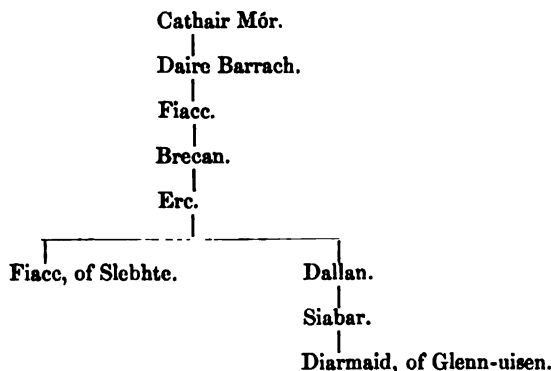 Cathair Mór.
Daire Barrach.
Fiacc.
Brecan.
Erc.
Fiacc, of Slebhte. Dallan.
Siabar.
Diarmaid, of Glenn-uisen.